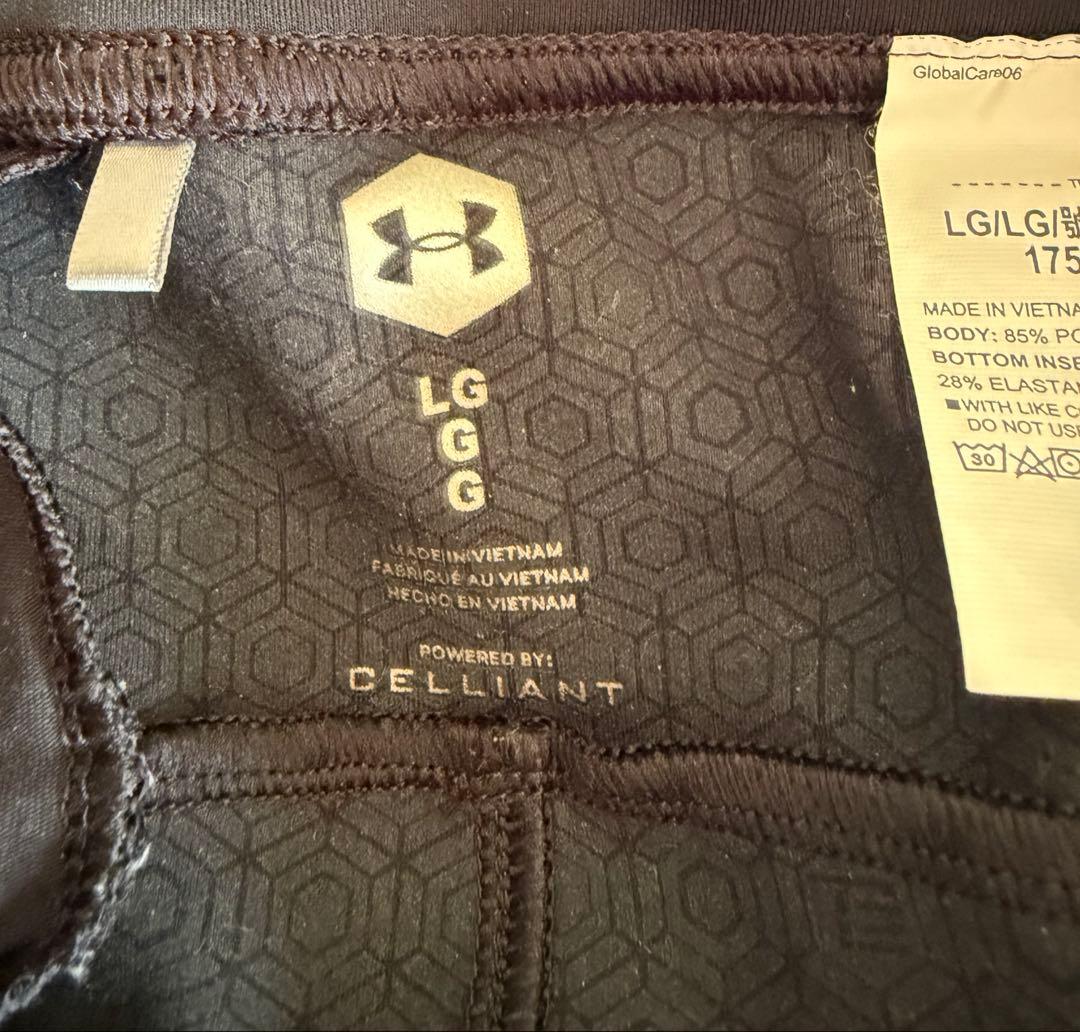 GlobalCare06
LG/LG/
175
MADE IN VIETNA
BODY: 85% PO
BOTTOM INSE
28% ELASTA
WITH LIKE C
DO NOT USE
30
LG
G
G
MADE IN VIETNAM
FABRIQUÉ AU VIETNAM
HECHO EN VIETNAM
POWERED BY:
CELLIANT